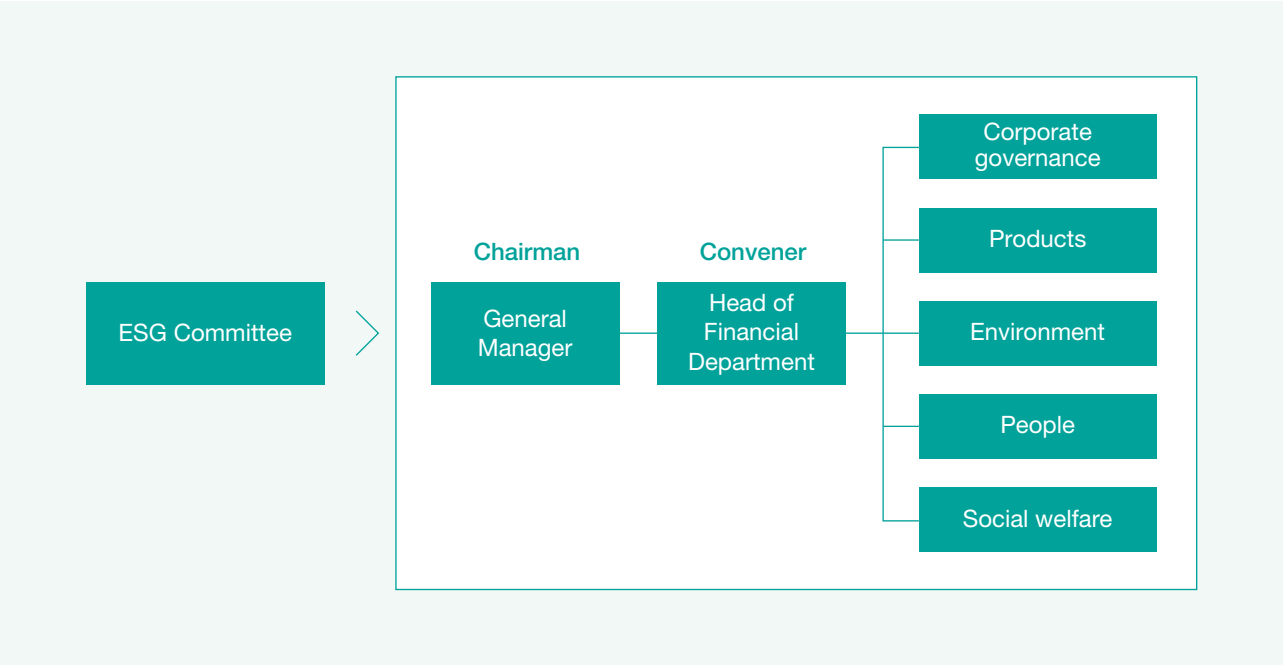 ESG Committee
Chairman
General
Manager
Convener
Head of
Financial
Department
Corporate
governance
Products
Environment
People
Social welfare